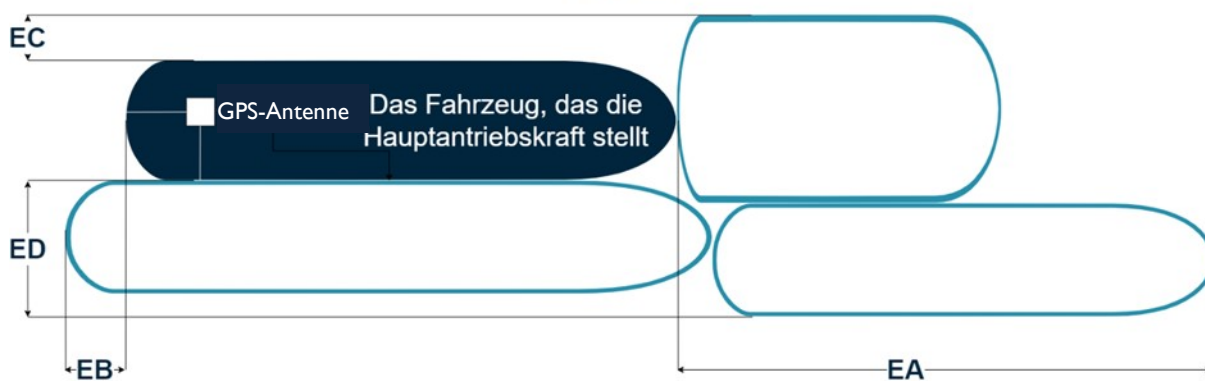 EC
GPS-Antenne
Das Fahrzeug, das die
Hauptantriebskraft stellt
ED
EB
EA